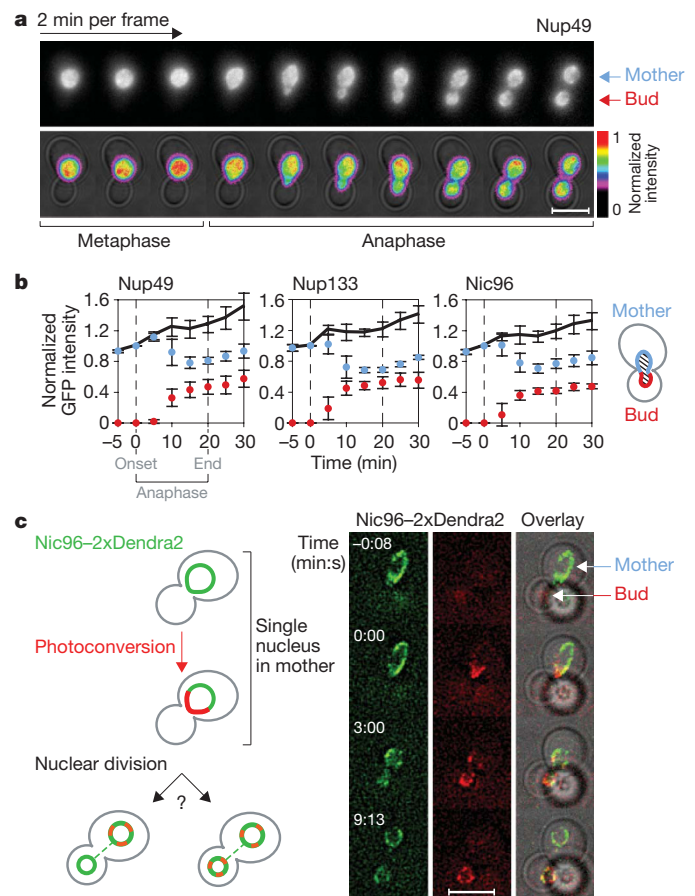 a
2 min per frame
Nup49
Mother
Bud
1
0
Normalized
intensity
Metaphase
Anaphase
b
Nup49
Nup133
Nic96
Normalized
GFP intensity
1.6
1.2
0.8
0.4
0
1.6
1.2
0.8
0.4
0
1.6
1.2
0.8
0.4
0
–5 0 10 20 30
–5 0 10 20 30
–5 0 10 20 30
Onset
End
Anaphase
Time (min)
Mother
Bud
c
Nic96–2xDendra2
Photoconversion
Single
nucleus
in mother
Nuclear division
?
Nic96–2xDendra2
Overlay
Time
(min:s)
–0:08
Mother
Bud
0:00
3:00
9:13